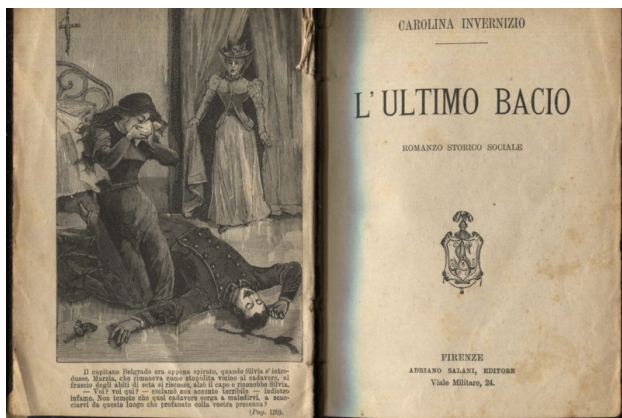 Il capitano Belgrado era appena spirato, quando Silvia s' intro-
dusse. Marzia, che rimaneva come stupidita vicino al cadavere, al
fruscio degli abiti di seta si riscosse, alzò il capo e riconobbe Silvia.
— Voi? voi qui? — esclamò con accento terribile — indietro
infame. Non temete che quel cadavere sorga a maledirvi, a scac-
ciarvi da questo luogo che profanate colla vostra presenza?
(Pag. 120).
CAROLINA INVERNIZIO
L'ULTIMO BACIO
ROMANZO STORICO SOCIALE
FIRENZE
ADRIANO SALANI, EDITORE
Viale Militare, 24.